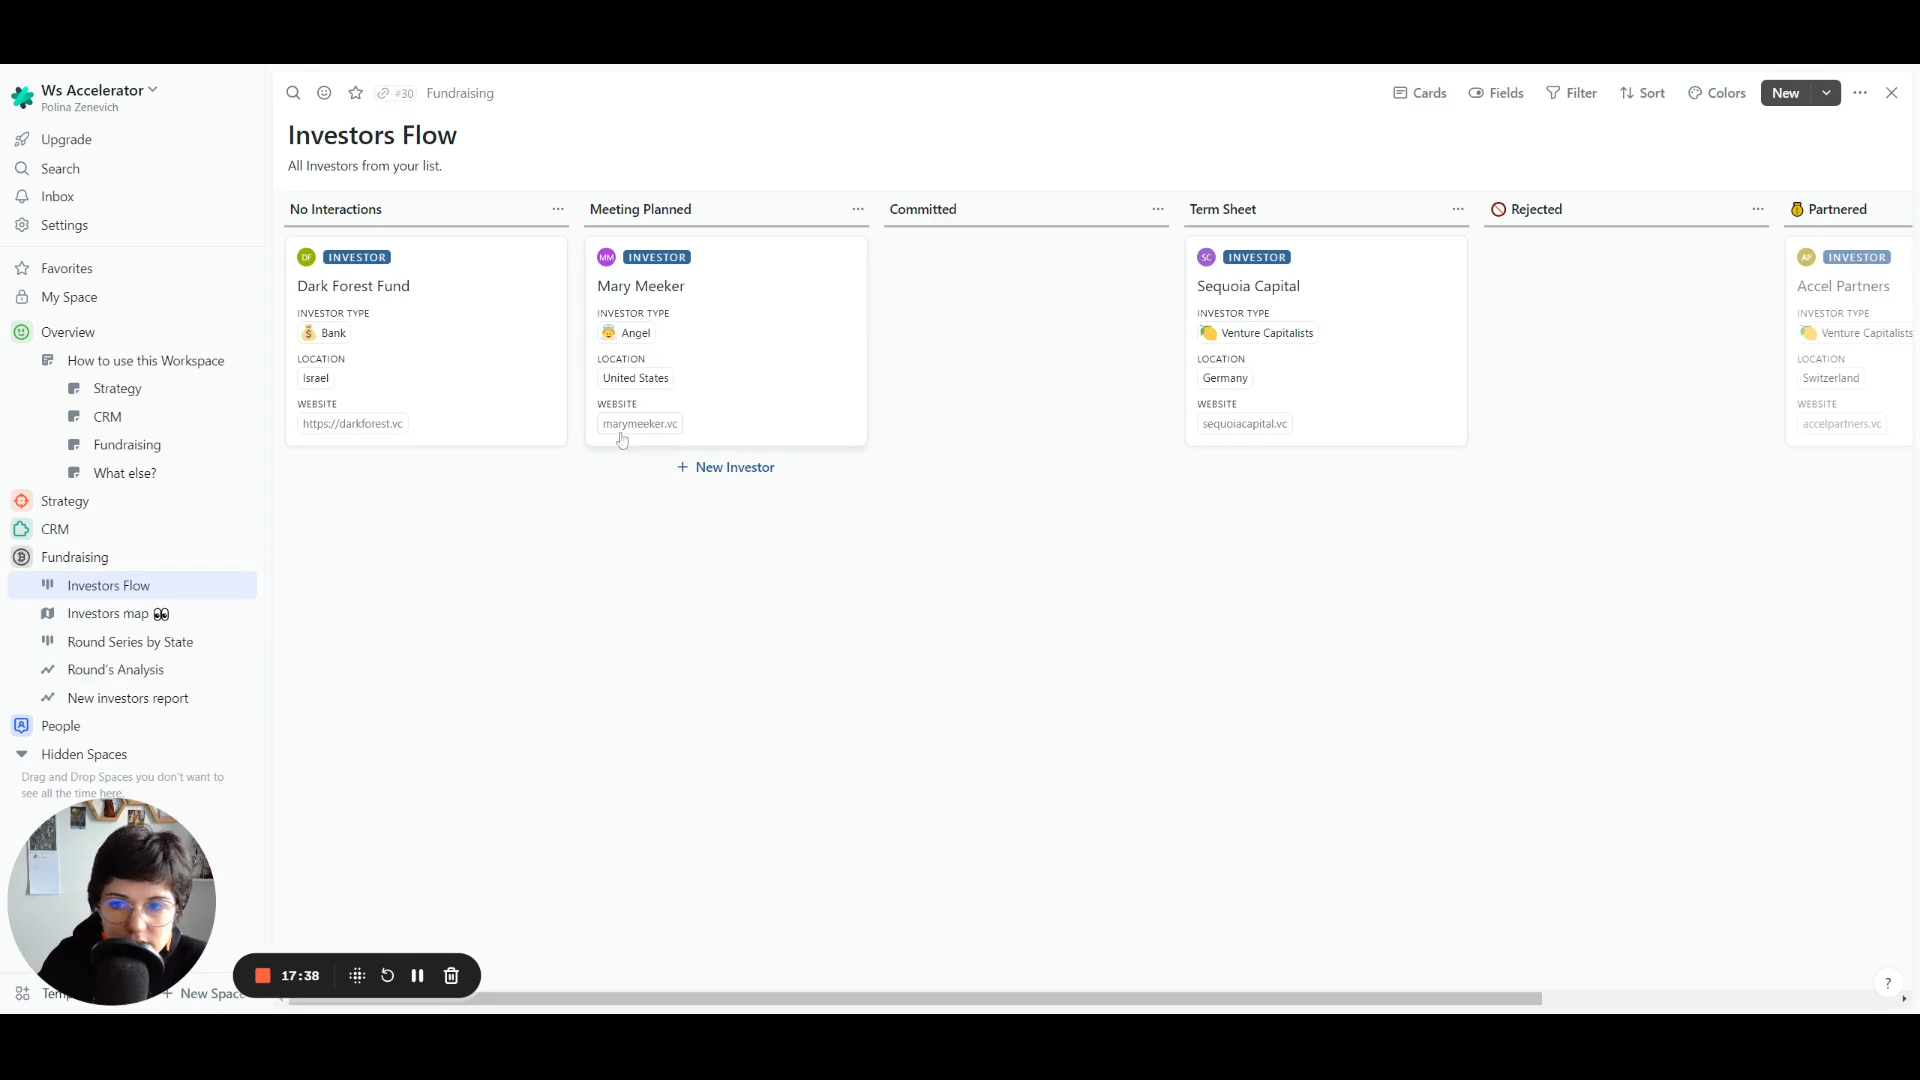 Ws Accelerator
Polina Zenevich
Upgrade
Search
Inbox
Settings
Favorites
My Space
Overview
How to use this Workspace
Strategy
CRM
Fundraising
What else?
Strategy
CRM
Fundraising
Investors Flow
Investors map 👀
Round Series by State
Round's Analysis
New investors report
People
Hidden Spaces
Drag and Drop Spaces you don't want to
see all the time here.
+ New Space
17:38
#30 Fundraising
Cards Fields Filter Sort Colors New
Investors Flow
All Investors from your list.
No Interactions
DF INVESTOR
Dark Forest Fund
INVESTOR TYPE
Bank
LOCATION
Israel
WEBSITE
https://darkforest.vc
Meeting Planned
MM INVESTOR
Mary Meeker
INVESTOR TYPE
Angel
LOCATION
United States
WEBSITE
marymeeker.vc
+ New Investor
Committed
Term Sheet
SC INVESTOR
Sequoia Capital
INVESTOR TYPE
Venture Capitalists
LOCATION
Germany
WEBSITE
sequoiacapital.vc
Rejected
Partnered
AP INVESTOR
Accel Partners
INVESTOR TYPE
Venture Capitalists
LOCATION
Switzerland
WEBSITE
accelpartners.vc
?